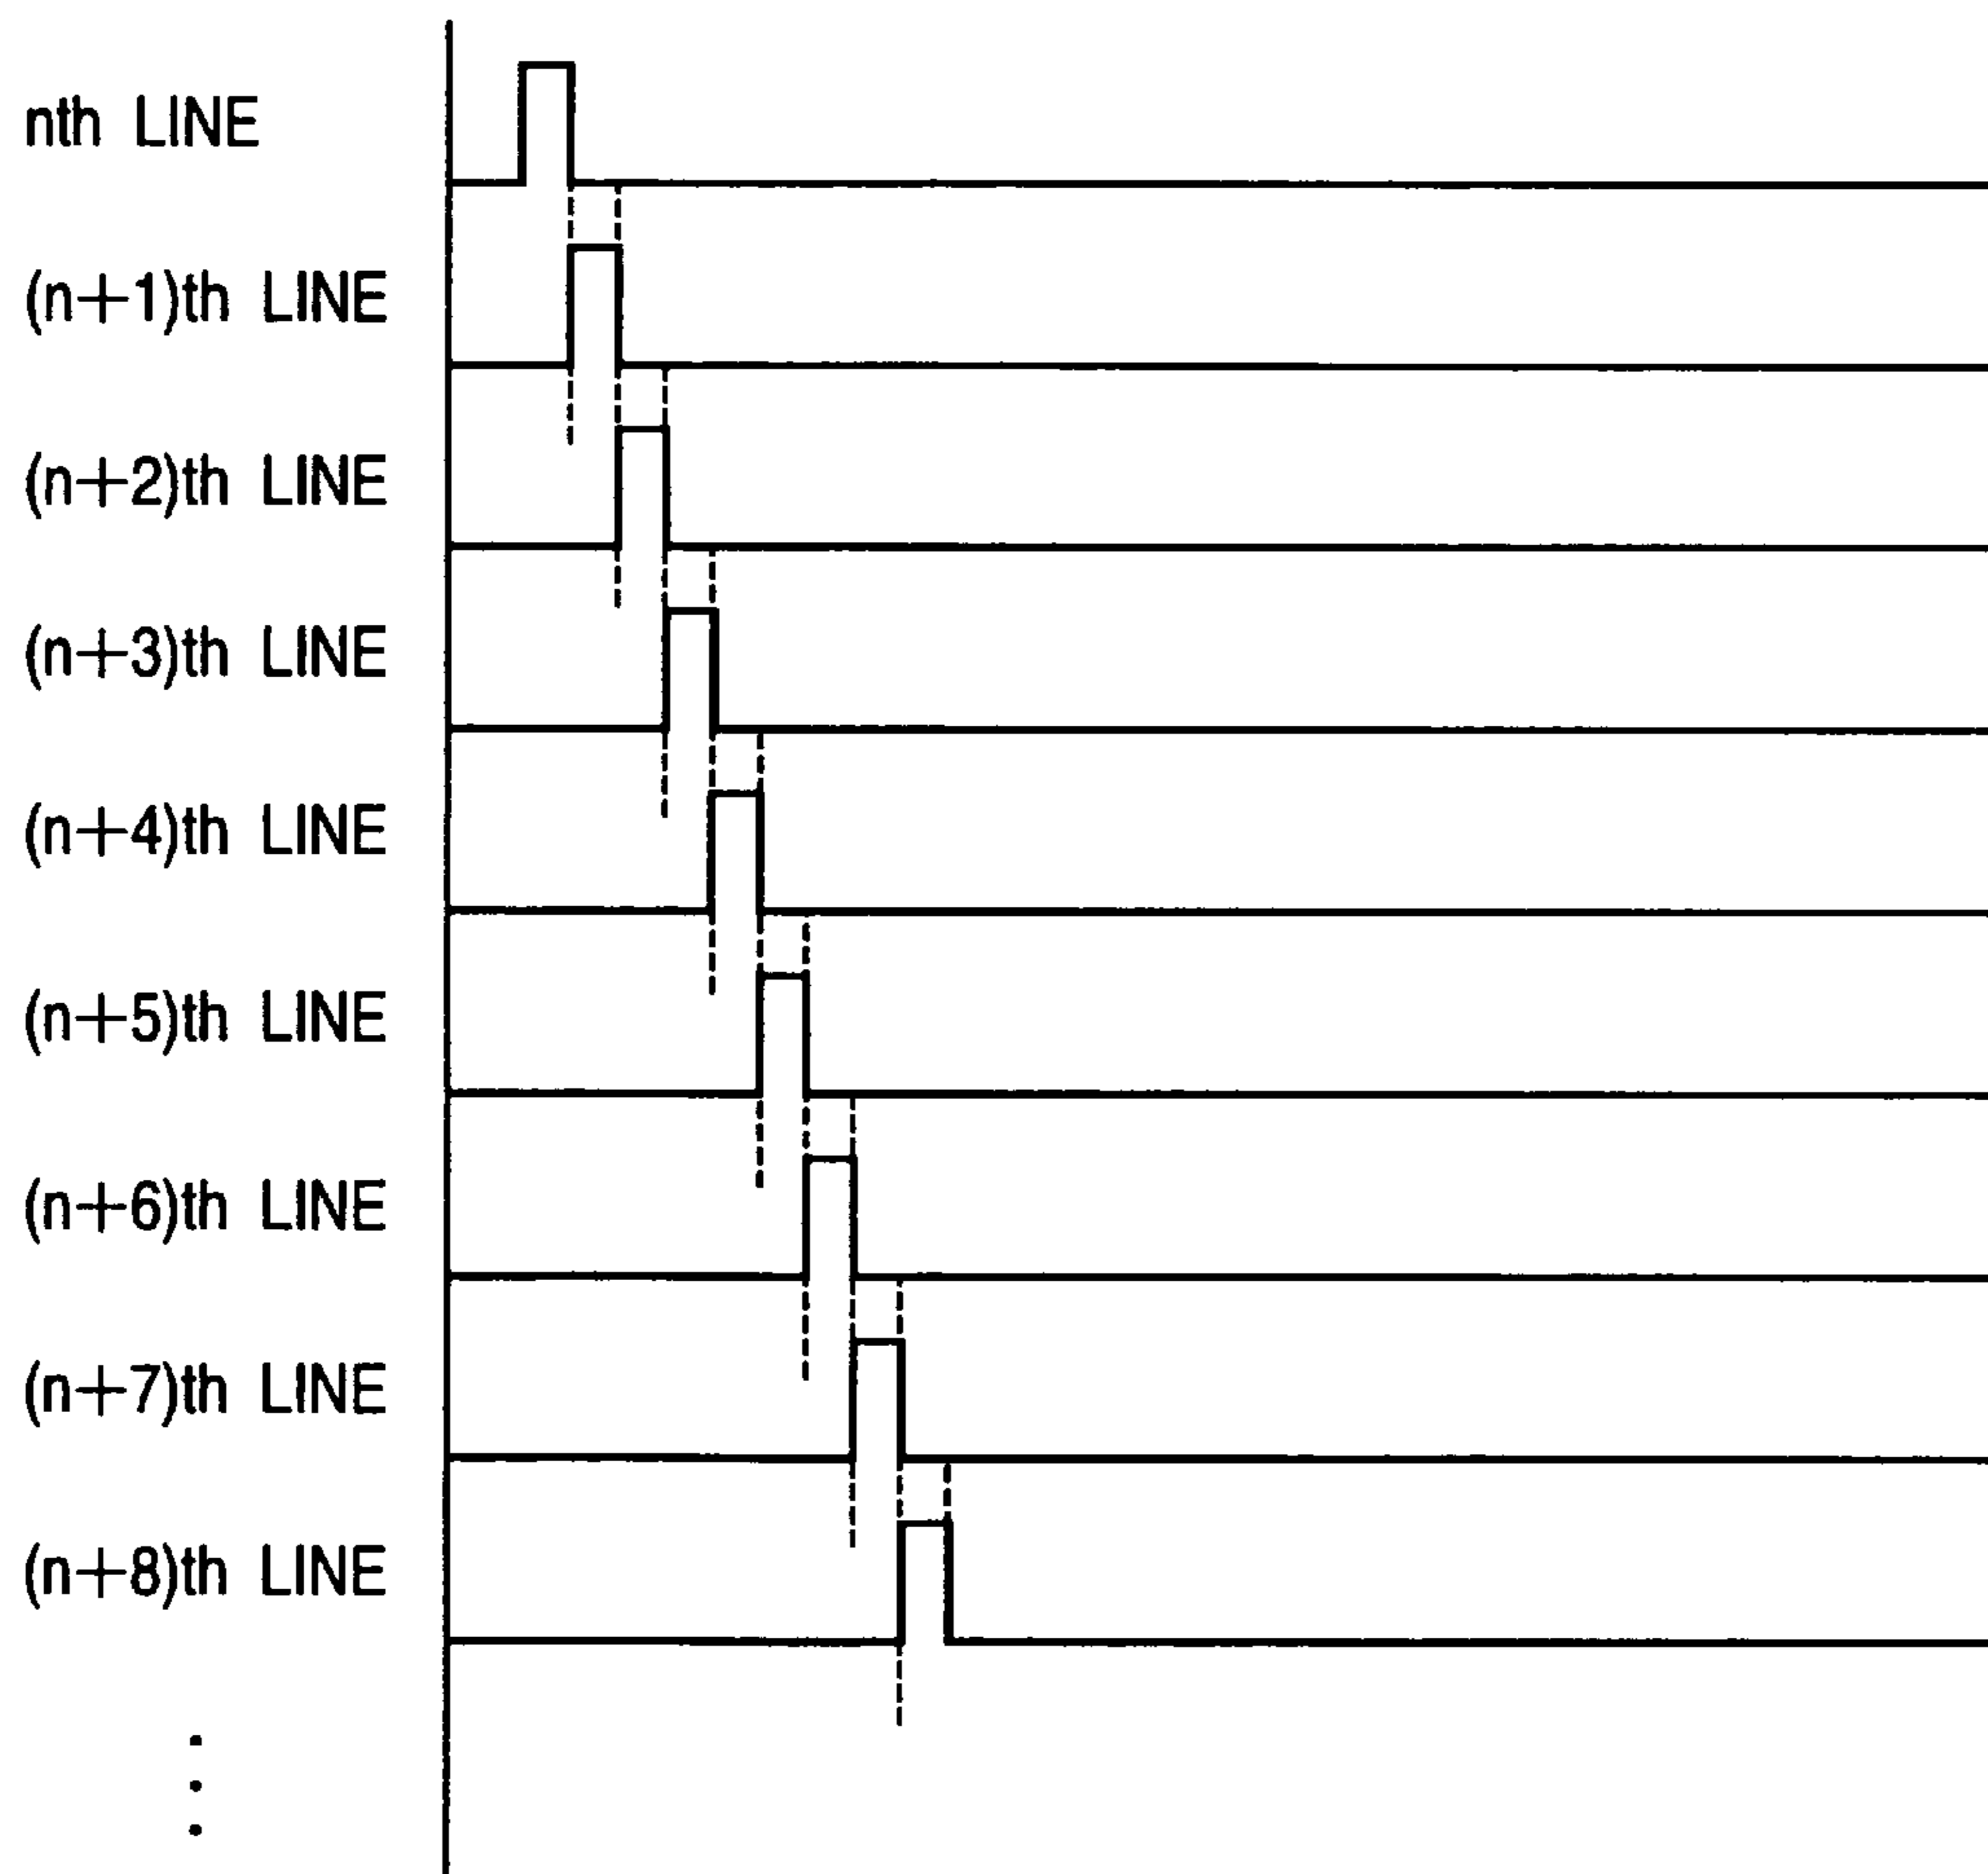 nth LINE
(n+1)th LINE
(n+2)th LINE
(n+3)th LINE
(n+4)th LINE
(n+5)th LINE
(n+6)th LINE
(n+7)th LINE
(n+8)th LINE